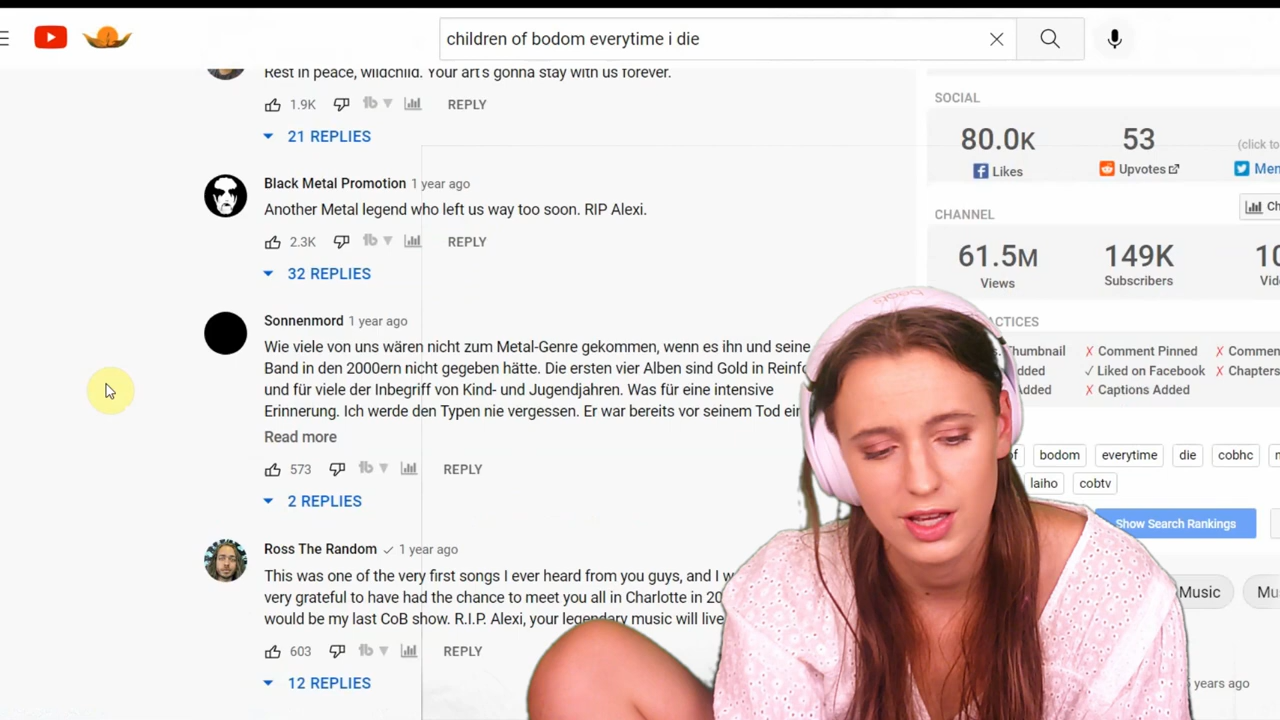 children of bodom everytime i die
Rest in peace, wildchild. Your art's gonna stay with us forever.
1.9K REPLY
21 REPLIES
Black Metal Promotion 1 year ago
Another Metal legend who left us way too soon. RIP Alexi.
2.3K REPLY
32 REPLIES
Sonnenmord 1 year ago
Wie viele von uns wären nicht zum Metal-Genre gekommen, wenn es ihn und seine
Band in den 2000ern nicht gegeben hätte. Die ersten vier Alben sind Gold in
und für viele der Inbegriff von Kind- und Jugendjahren. Was für eine intensive
Erinnerung. Ich werde den Typen nie vergessen. Er war bereits vor seinem Tod
Read more
573 REPLY
2 REPLIES
Ross The Random 1 year ago
This was one of the very first songs I ever heard from you guys, and I
very grateful to have had the chance to meet you all in Charlotte in
would be my last CoB show. R.I.P. Alexi, your legendary music will live
603 REPLY
12 REPLIES
SOCIAL
80.0K 53 (click to
Likes Upvotes
CHANNEL
61.5M 149K
Views Subscribers
Thumbnail Comment Pinned
Liked on Facebook Chapters
Captions Added
bodom everytime die cobhc
laiho cobtv
Show Search Rankings
Music
years ago
beats